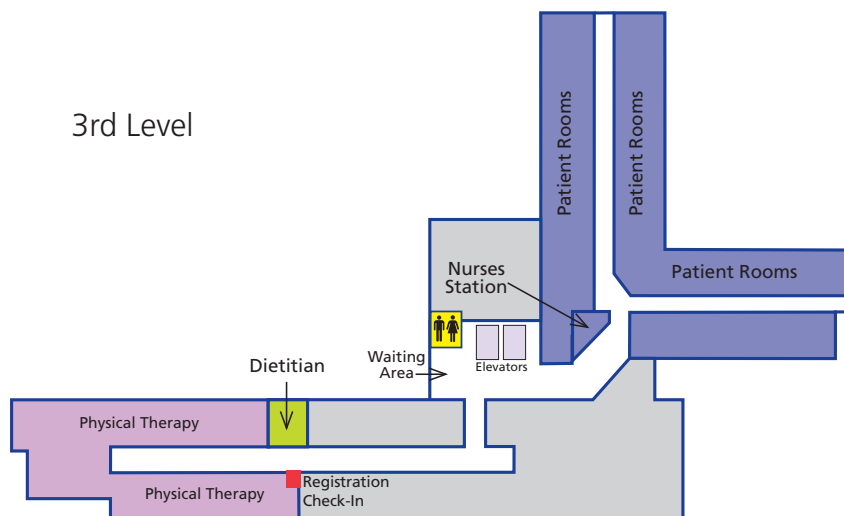 3rd Level
Patient Rooms
Patient Rooms
Nurses
Station
Patient Rooms
Waiting
Area
Elevators
Dietitian
Physical Therapy
Registration
Check-In
Physical Therapy